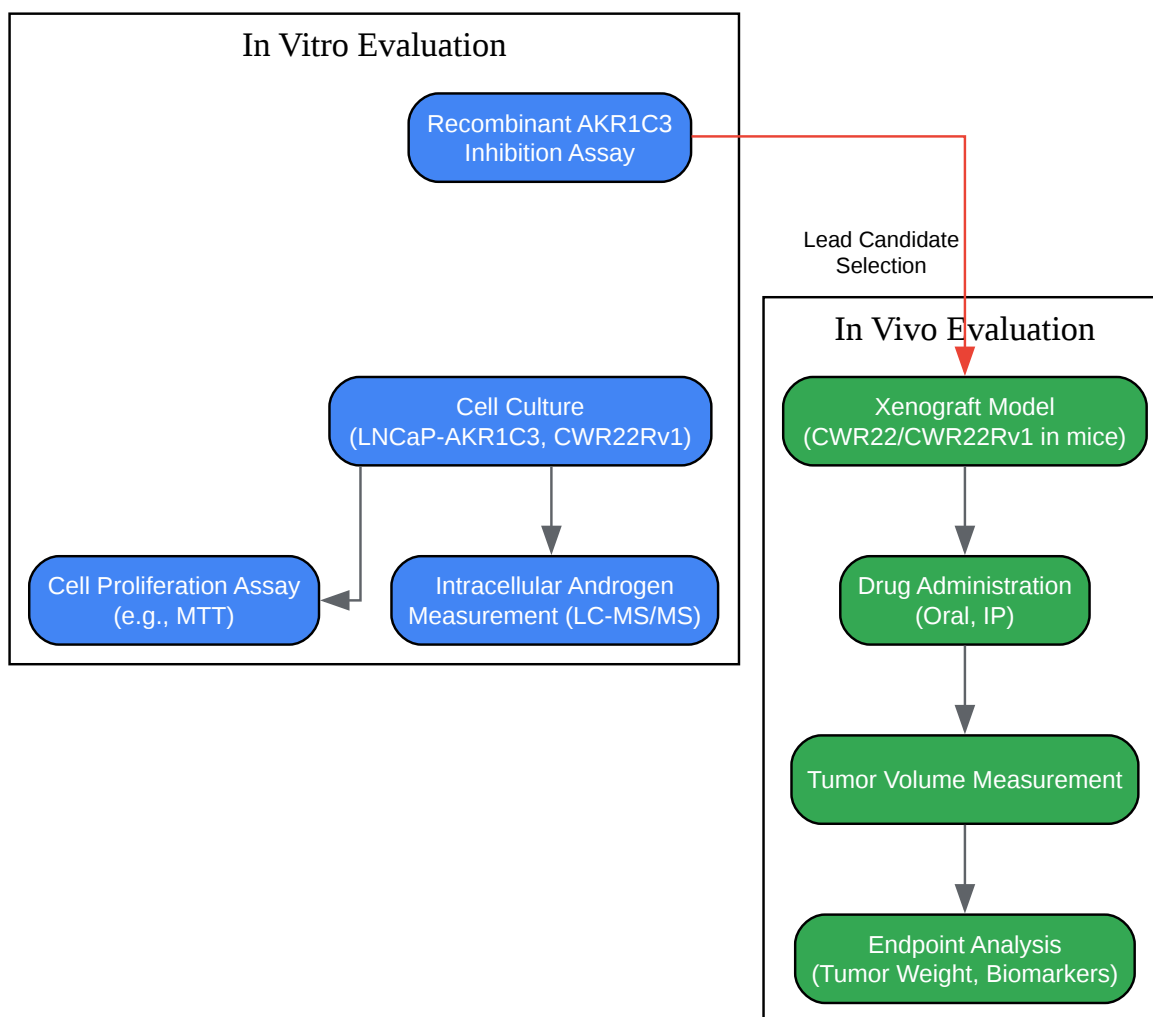 In Vitro Evaluation
Recombinant AKR1C3
Inhibition Assay
Lead Candidate
Selection
In Vivo Evaluation
Cell Culture
(LNCaP-AKR1C3, CWR22Rv1)
Xenograft Model
(CWR22/CWR22Rv1 in mice)
Cell Proliferation Assay
(e.g., MTT)
Intracellular Androgen
Measurement (LC-MS/MS)
Drug Administration
(Oral, IP)
Tumor Volume Measurement
Endpoint Analysis
(Tumor Weight, Biomarkers)